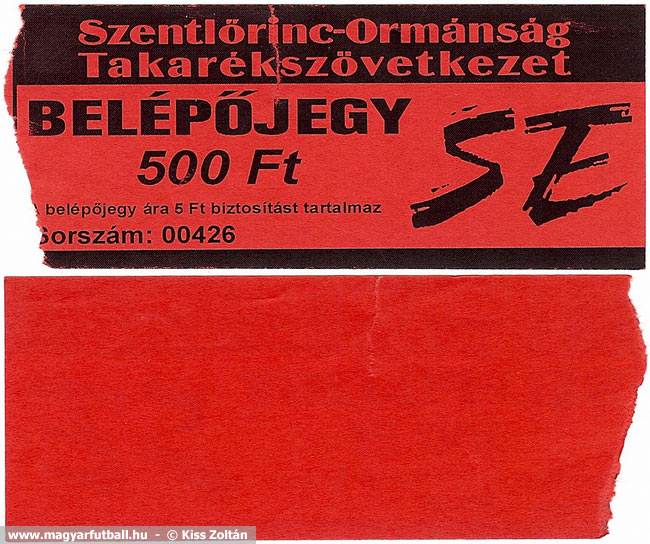 Szentlőrinc-Ormánság
Takarékszövetkezet
BELÉPŐJEGY
SE
500 Ft
belépőjegy ára 5 Ft biztosítást tartalmaz
Sorszám: 00426
www.magyarfutball.hu - © Kiss Zoltán